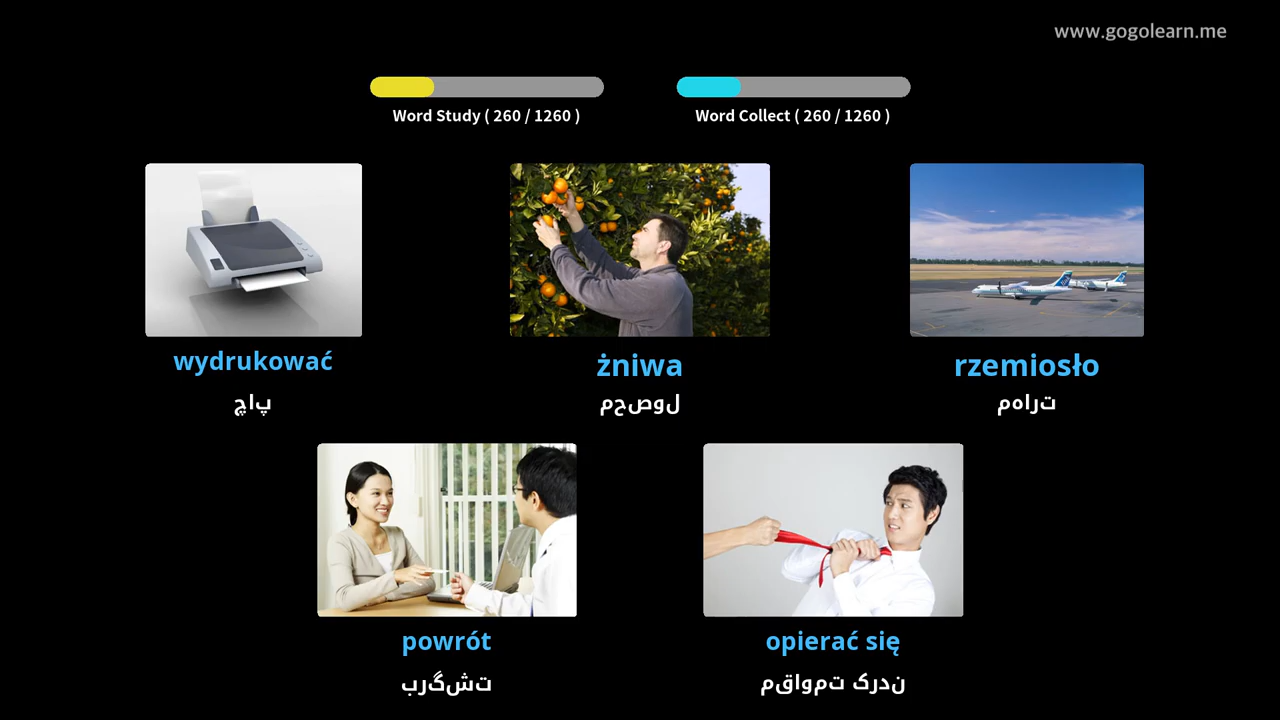 www.gogolearn.me
Word Study ( 260 / 1260 )
Word Collect ( 260 / 1260 )
wydrukować
پاچ
żniwa
لوصحم
rzemiosło
تراهم
powrót
تشگرب
opierać się
ندرک تمواقم